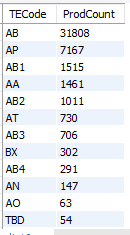 TECode ProdCount
AB 31808
AP 7167
AB1 1515
AA 1461
AB2 1011
AT 730
AB3 706
BX 302
AB4 291
AN 147
AO 63
TBD 54